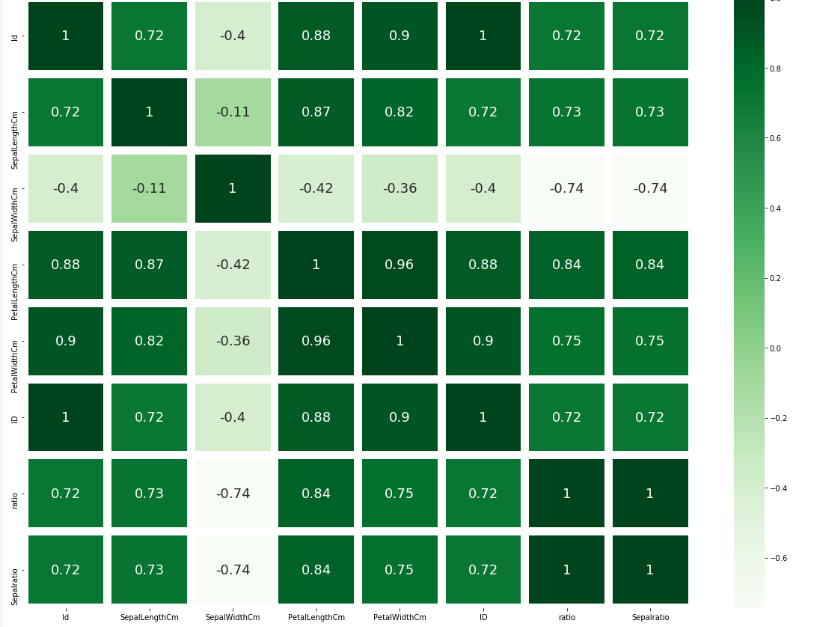 Id 1 0.72 -0.4 0.88 0.9 1 0.72 0.72
SepalLengthCm 0.72 1 -0.11 0.87 0.82 0.72 0.73 0.73
SepalWidthCm -0.4 -0.11 1 -0.42 -0.36 -0.4 -0.74 -0.74
PetalLengthCm 0.88 0.87 -0.42 1 0.96 0.88 0.84 0.84
PetalWidthCm 0.9 0.82 -0.36 0.96 1 0.9 0.75 0.75
ID 1 0.72 -0.4 0.88 0.9 1 0.72 0.72
ratio 0.72 0.73 -0.74 0.84 0.75 0.72 1 1
Sepalratio 0.72 0.73 -0.74 0.84 0.75 0.72 1 1
Id SepalLengthCm SepalWidthCm PetalLengthCm PetalWidthCm ID ratio Sepalratio
0.8
0.6
0.4
0.2
0.0
−0.2
−0.4
−0.6